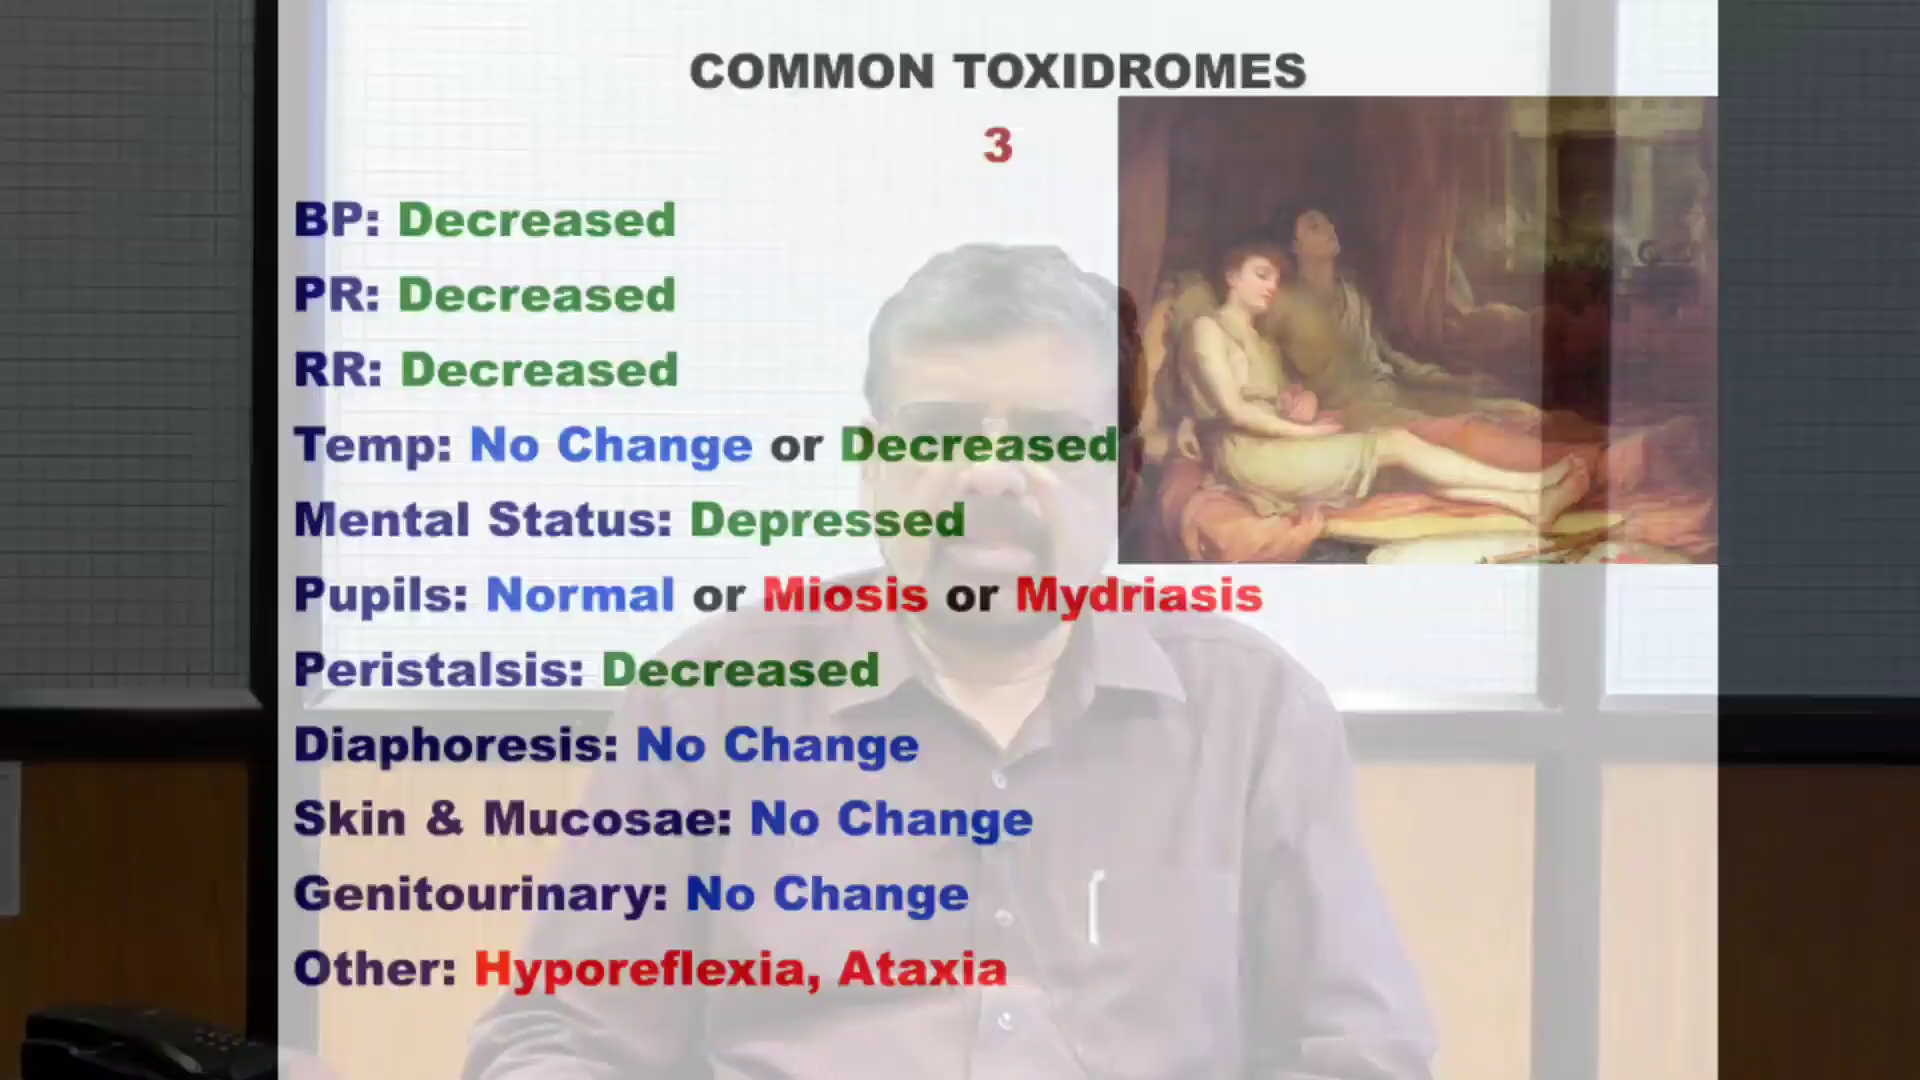 COMMON TOXIDROMES
3
BP: Decreased
PR: Decreased
RR: Decreased
Temp: No Change or Decreased
Mental Status: Depressed
Pupils: Normal or Miosis or Mydriasis
Peristalsis: Decreased
Diaphoresis: No Change
Skin & Mucosae: No Change
Genitourinary: No Change
Other: Hyporeflexia, Ataxia